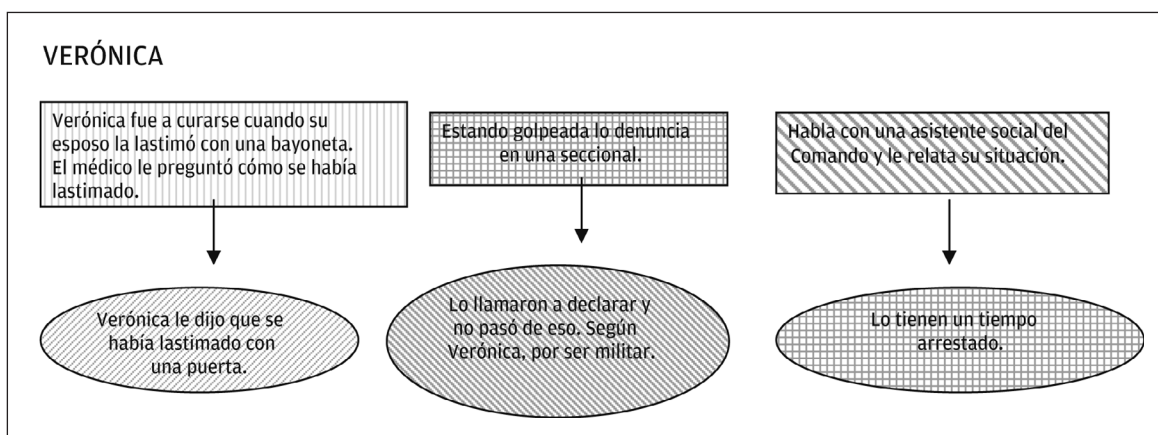 VERÓNICA
Verónica fue a curarse cuando su
esposo la lastimó con una bayoneta.
El médico le preguntó cómo se había
lastimado.
Estando golpeada lo denuncia
en una seccional.
Habla con una asistente social del
Comando y le relata su situación.
Verónica le dijo que se
había lastimado con
una puerta.
Lo llamaron a declarar y
no pasó de eso. Según
Verónica, por ser militar.
Lo tienen un tiempo
arrestado.